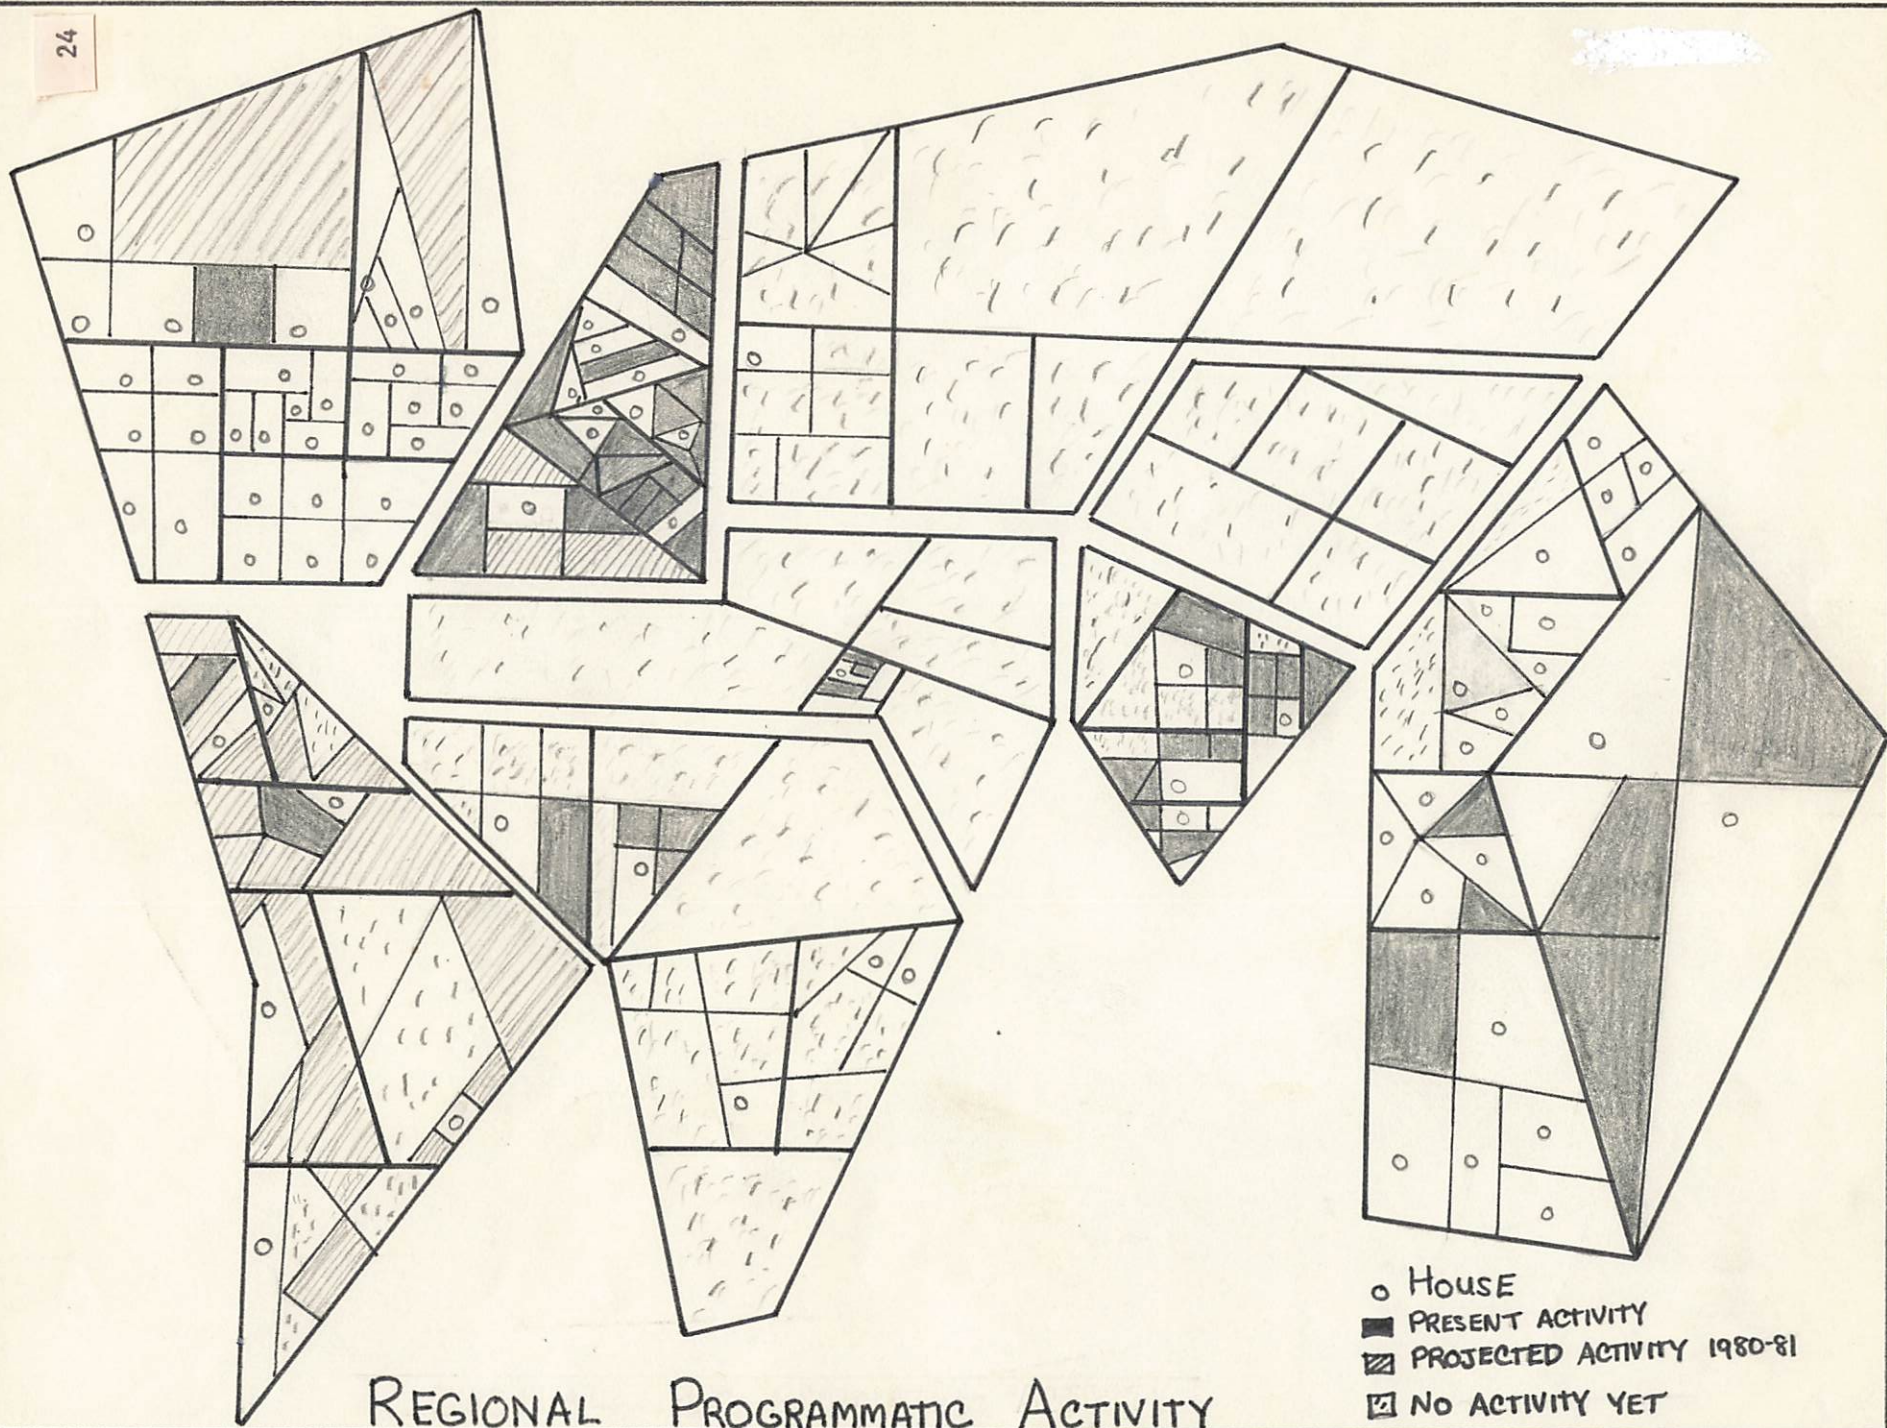 24
○ HOUSE
PRESENT ACTIVITY
PROJECTED ACTIVITY 1980-81
NO ACTIVITY YET
REGIONAL PROGRAMMATIC ACTIVITY